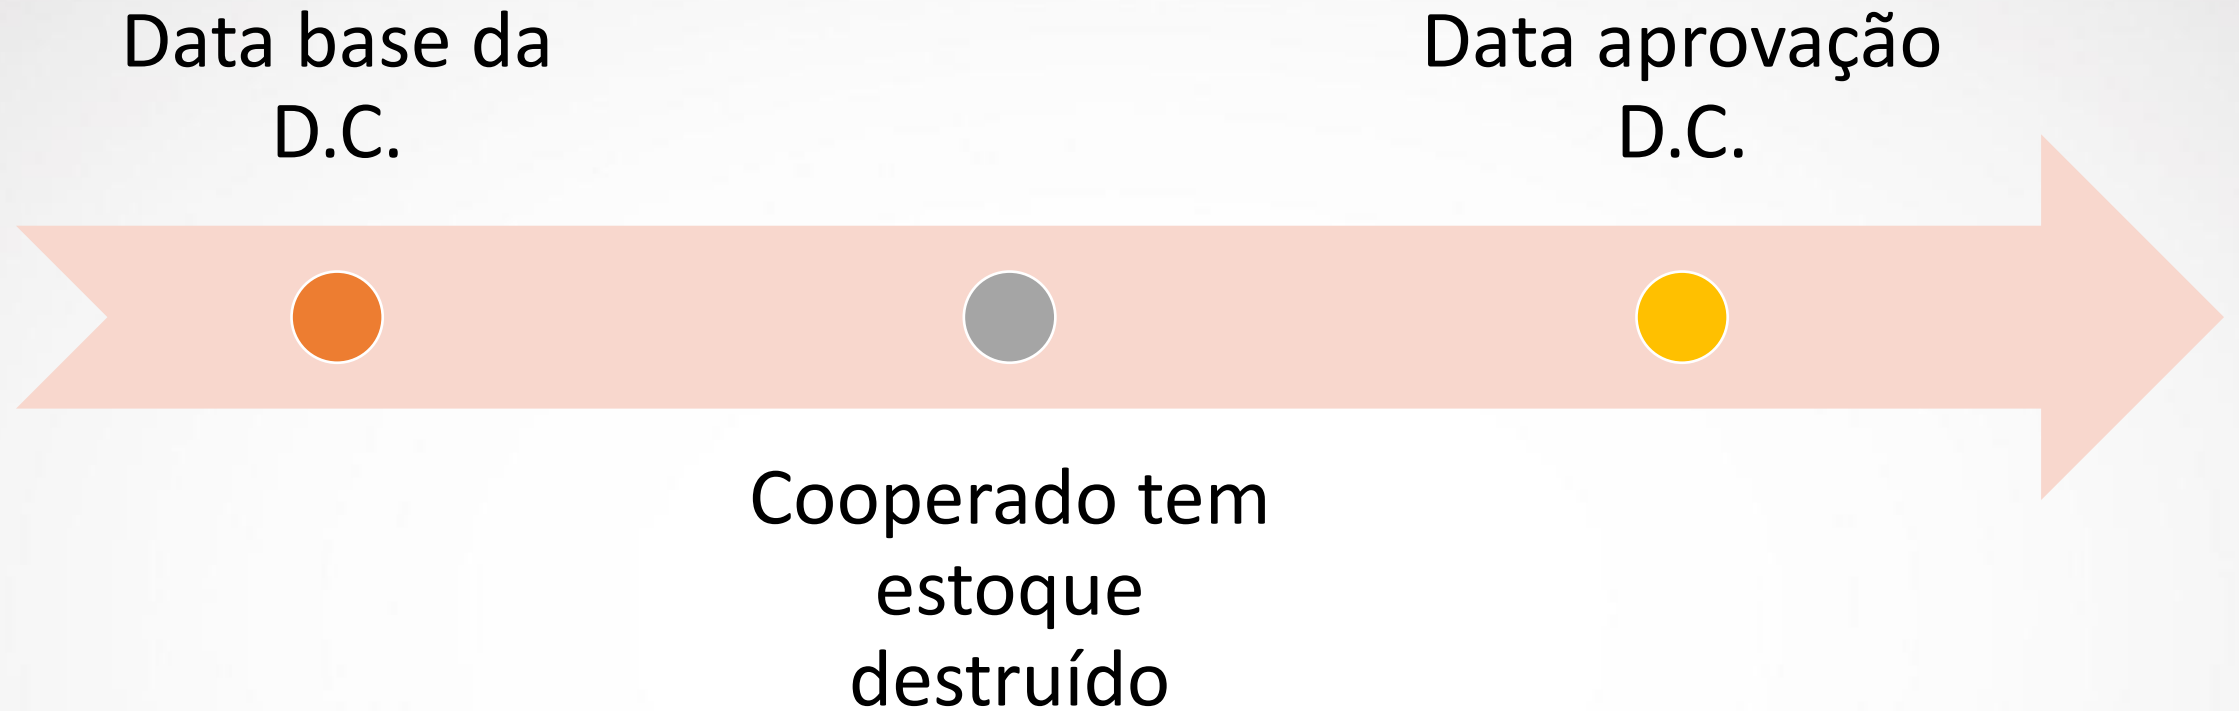 Data base da
D.C.
Data aprovação
D.C.
Cooperado tem
estoque
destruído